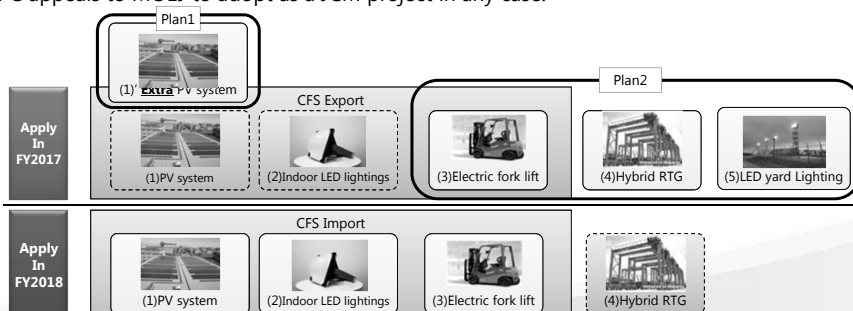 appeals to MOEJ to adopt as a JCM project in any case.
Plan1
(1)' Extra PV system
Plan2
CFS Export
Apply
In
FY2017
(1)PV system
(2)Indoor LED lightings
(3)Electric fork lift
(4)Hybrid RTG
(5)LED yard Lighting
CFS Import
Apply
In
FY2018
(1)PV system
(2)Indoor LED lightings
(3)Electric fork lift
(4)Hybrid RTG